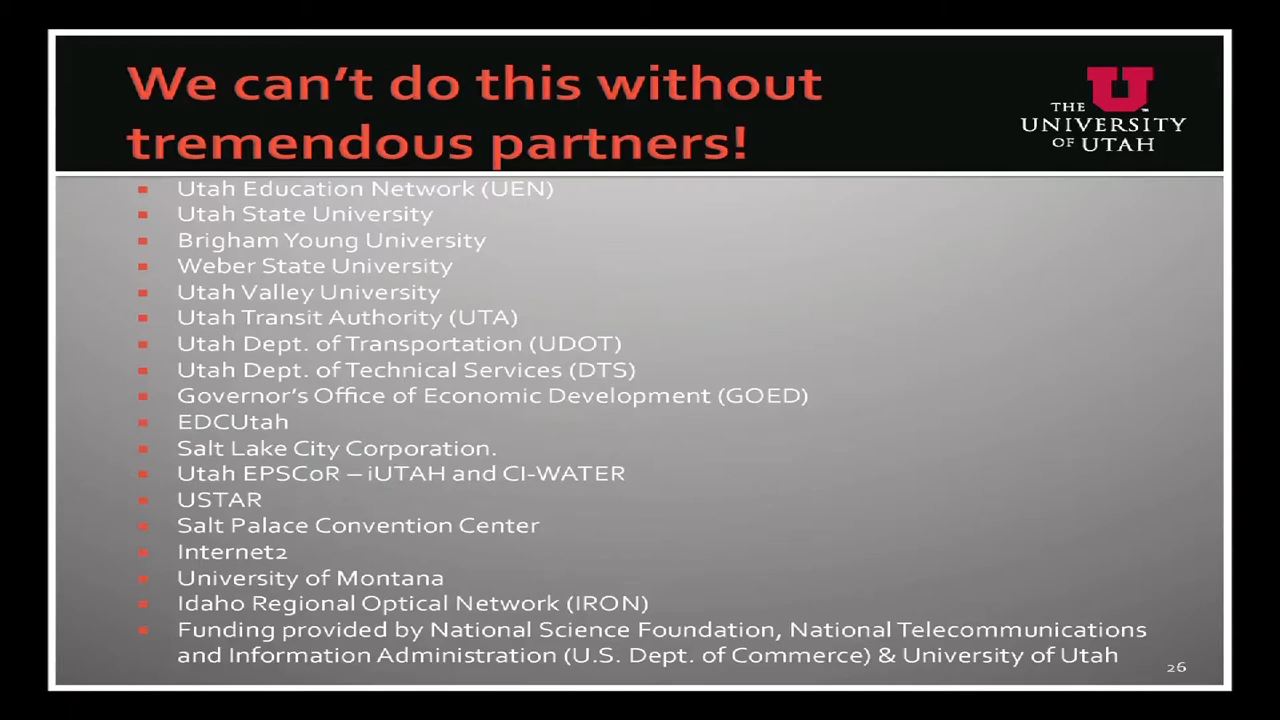 We can't do this without
tremendous partners!
THE
UNIVERSITY
OF UTAH
Utah Education Network (UEN)
Utah State University
Brigham Young University
Weber State University
Utah Valley University
Utah Transit Authority (UTA)
Utah Dept. of Transportation (UDOT)
Utah Dept. of Technical Services (DTS)
Governor's Office of Economic Development (GOED)
EDCUtah
Salt Lake City Corporation.
Utah EPSCoR – iUTAH and CI-WATER
USTAR
Salt Palace Convention Center
Internet2
University of Montana
Idaho Regional Optical Network (IRON)
Funding provided by National Science Foundation, National Telecommunications
and Information Administration (U.S. Dept. of Commerce) & University of Utah
26